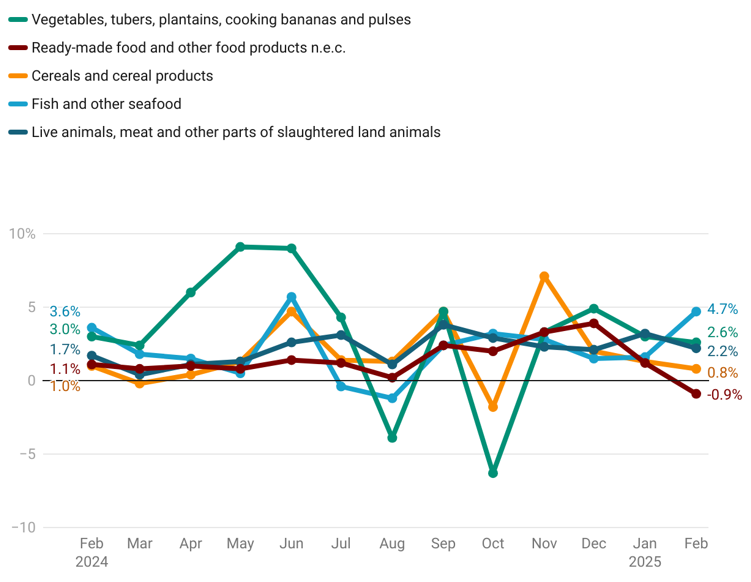 Vegetables, tubers, plantains, cooking bananas and pulses
Ready-made food and other food products n.e.c.
Cereals and cereal products
Fish and other seafood
Live animals, meat and other parts of slaughtered land animals
10%
5
0
−5
−10
3.6%
3.0%
1.7%
1.1%
1.0%
4.7%
2.6%
2.2%
0.8%
-0.9%
Feb Mar Apr May Jun Jul Aug Sep Oct Nov Dec Jan Feb
2024 2025